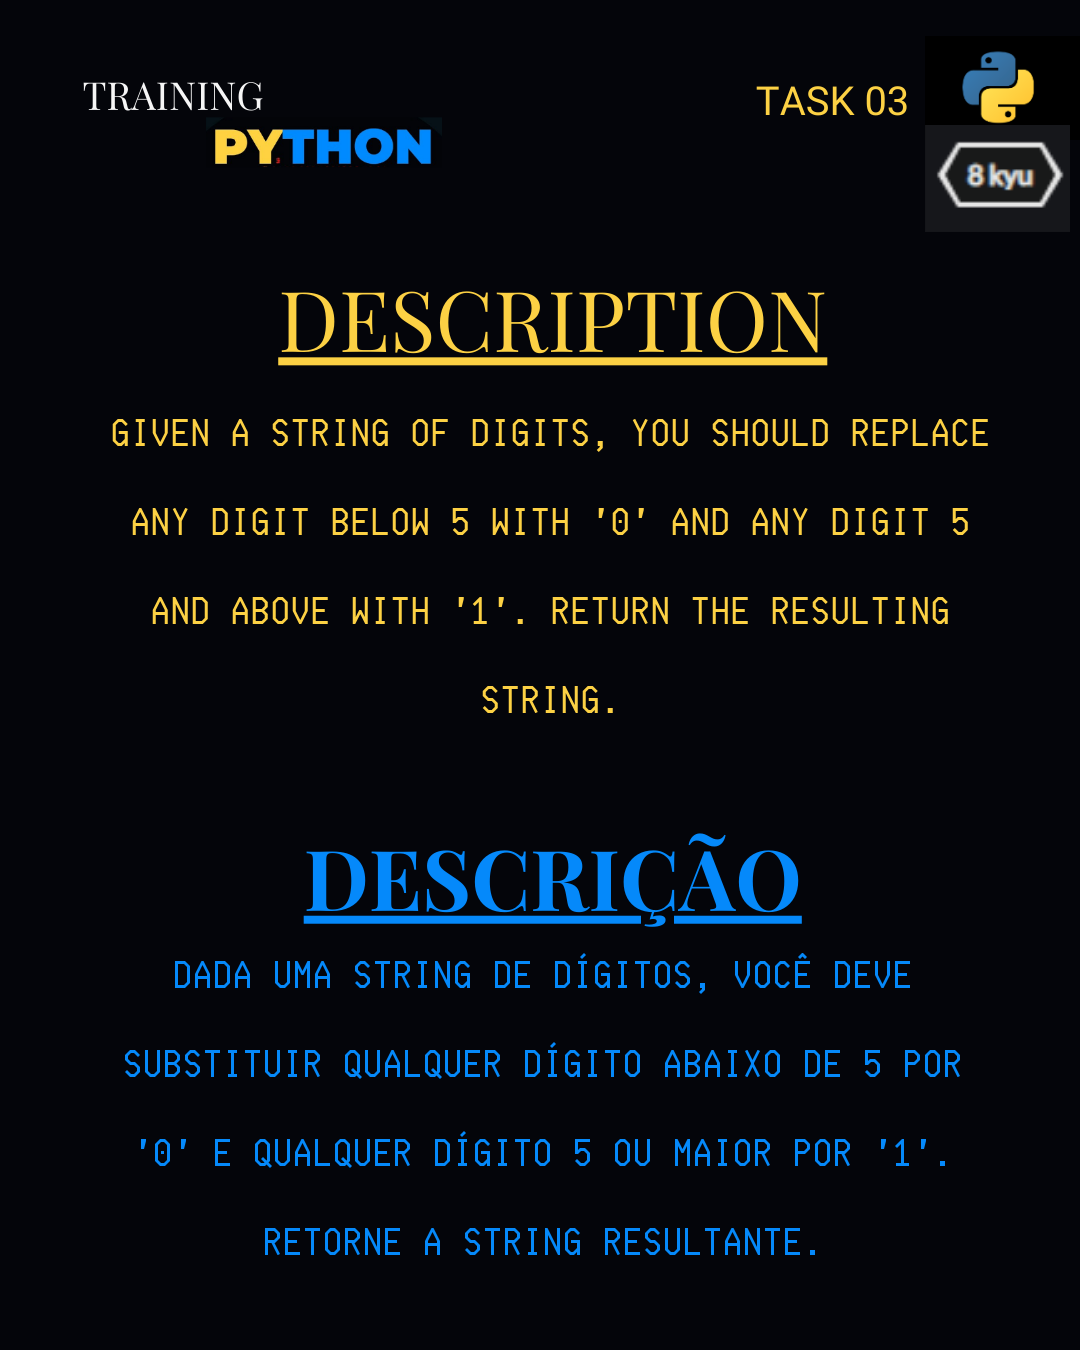 TRAINING
PYTHON
TASK 03
8 kyu
DESCRIPTION
GIVEN A STRING OF DIGITS, YOU SHOULD REPLACE
ANY DIGIT BELOW 5 WITH '0' AND ANY DIGIT 5
AND ABOVE WITH '1'. RETURN THE RESULTING
STRING.
DESCRIÇÃO
DADA UMA STRING DE DÍGITOS, VOCÊ DEVE
SUBSTITUIR QUALQUER DÍGITO ABAIXO DE 5 POR
'0' E QUALQUER DÍGITO 5 OU MAIOR POR '1'.
RETORNE A STRING RESULTANTE.